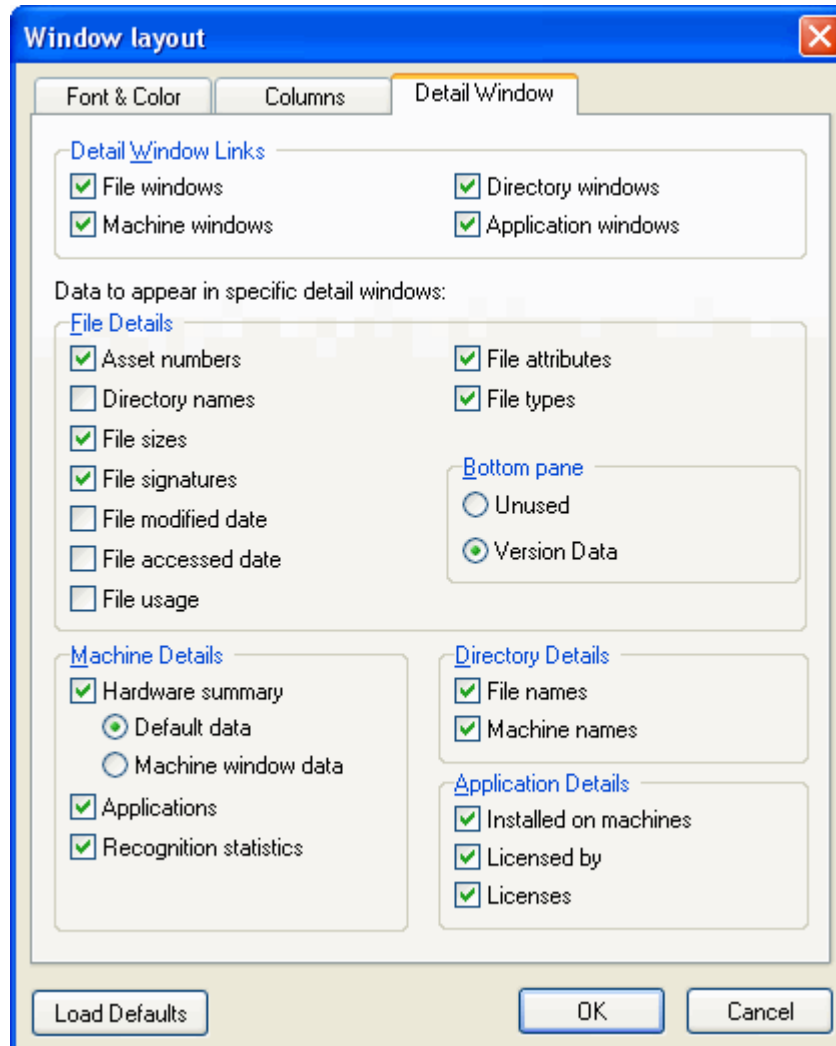 Window layout
Font & Color
Columns
Detail Window
Detail Window Links
File windows
Directory windows
Machine windows
Application windows
Data to appear in specific detail windows:
File Details
Asset numbers
File attributes
Directory names
File types
File sizes
File signatures
File modified date
File accessed date
File usage
Bottom pane
Unused
Version Data
Machine Details
Hardware summary
Default data
Machine window data
Applications
Recognition statistics
Directory Details
File names
Machine names
Application Details
Installed on machines
Licensed by
Licenses
Load Defaults
OK
Cancel